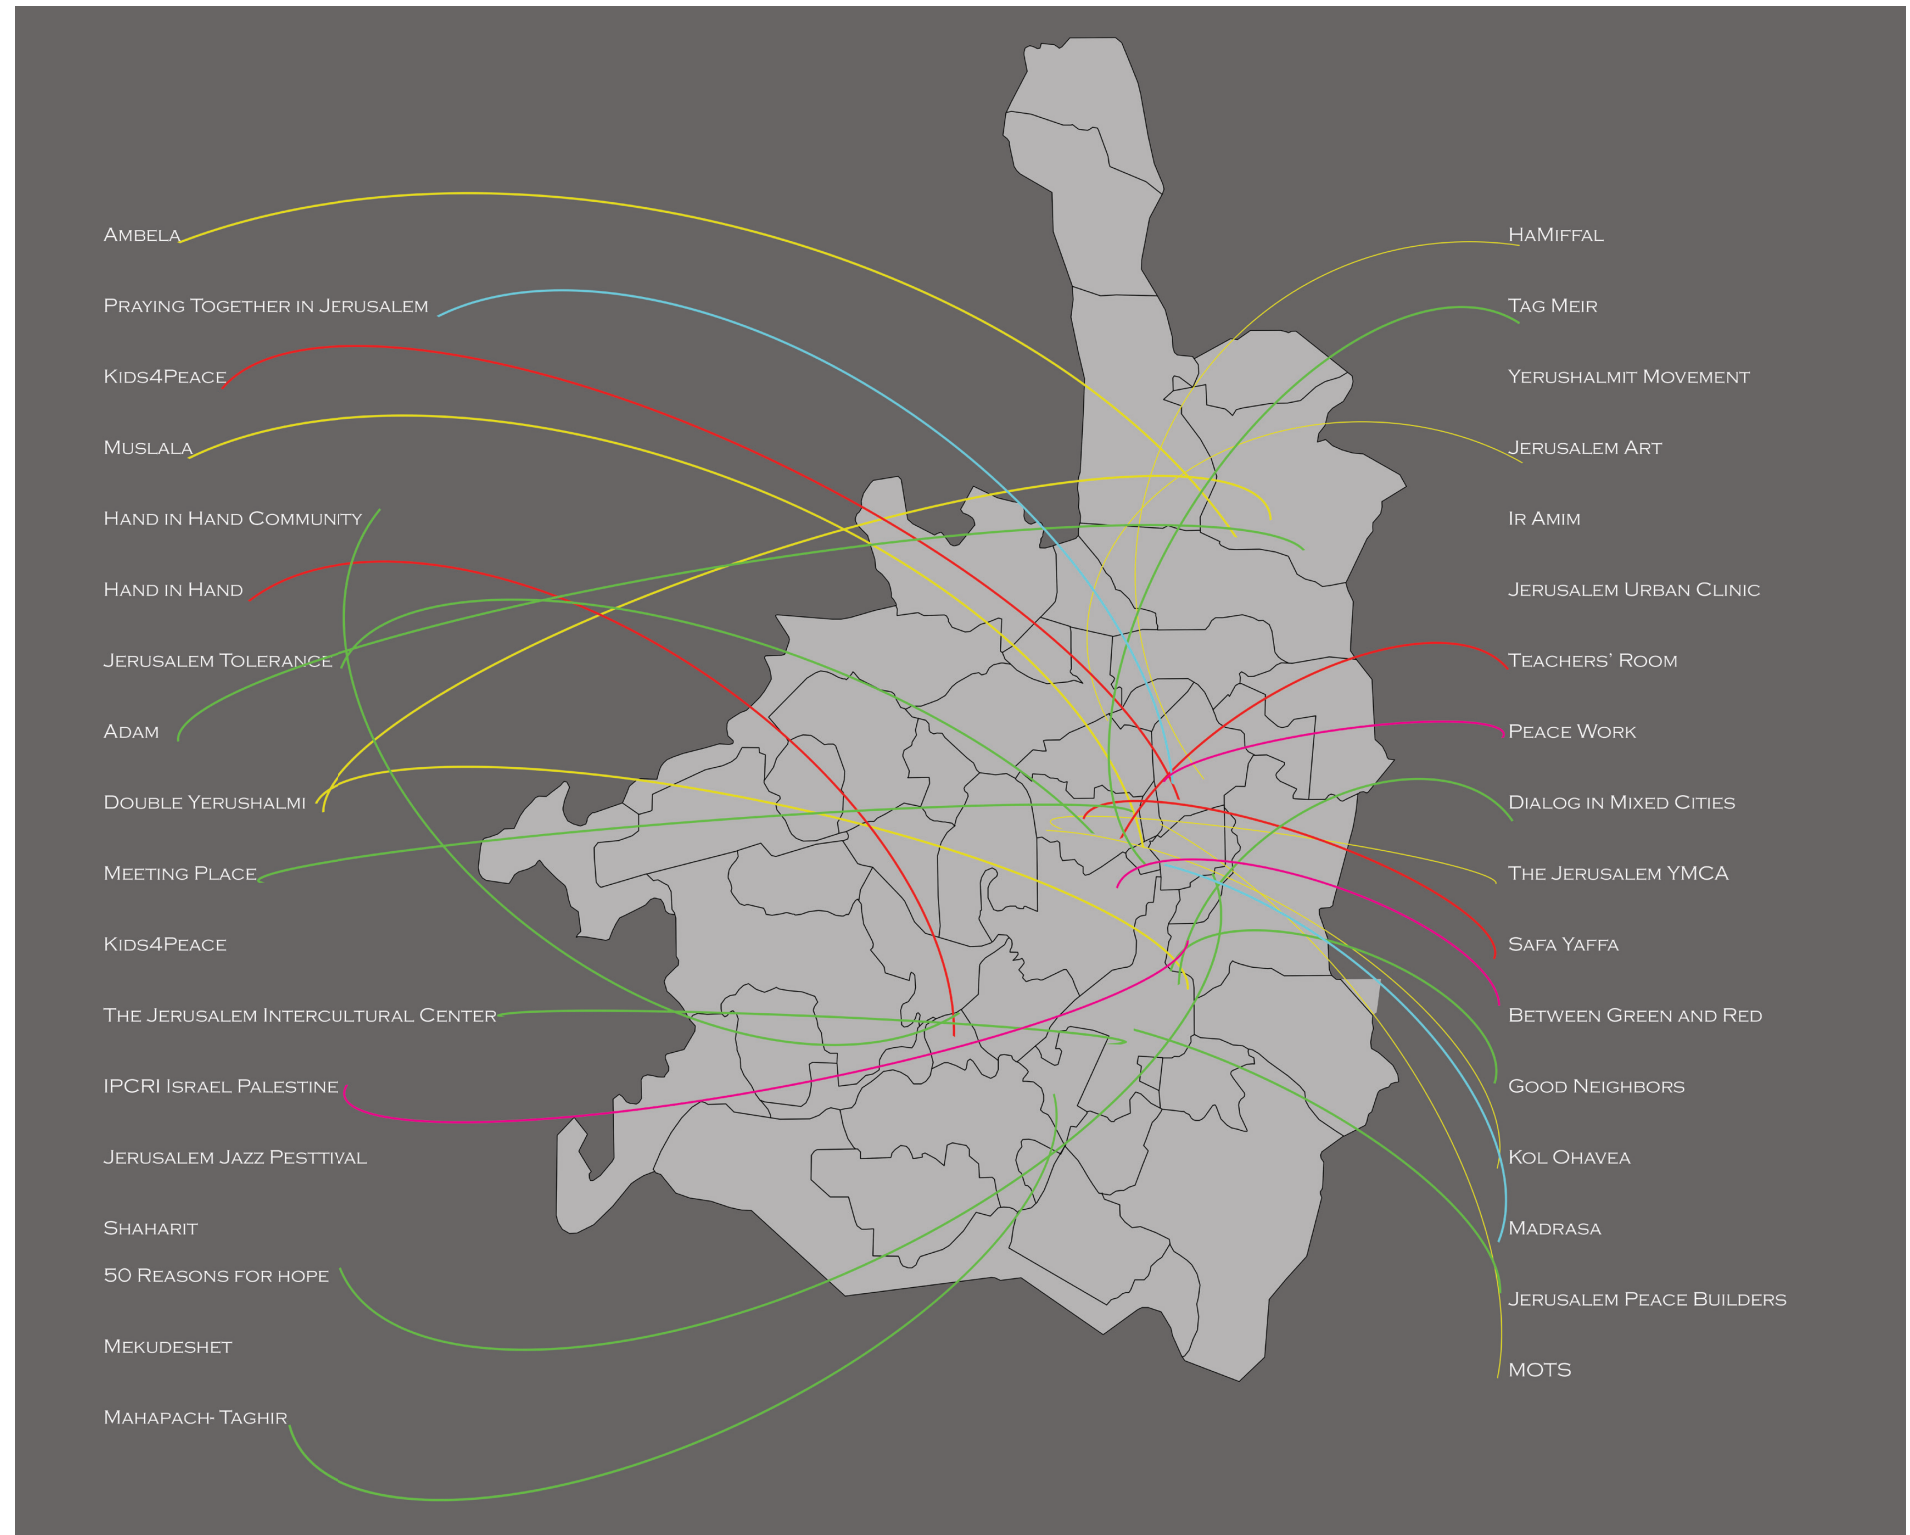 Ambela
Praying Together in Jerusalem
Kids4Peace
Muslala
Hand in Hand Community
Hand in Hand
Jerusalem Tolerance
Adam
Double Yerushalmi
Meeting Place
Kids4Peace
The Jerusalem Intercultural Center
IPCRI Israel Palestine
Jerusalem Jazz Pesttival
Shaharit
50 Reasons for hope
Mekudeshet
Mahapach- Taghir
HaMiffal
Tag Meir
Yerushalmit Movement
Jerusalem Art
Ir Amim
Jerusalem Urban Clinic
Teachers' Room
Peace Work
Dialog in Mixed Cities
The Jerusalem YMCA
Safa Yaffa
Between Green and Red
Good Neighbors
Kol Ohavea
Madrasa
Jerusalem Peace Builders
MOTS